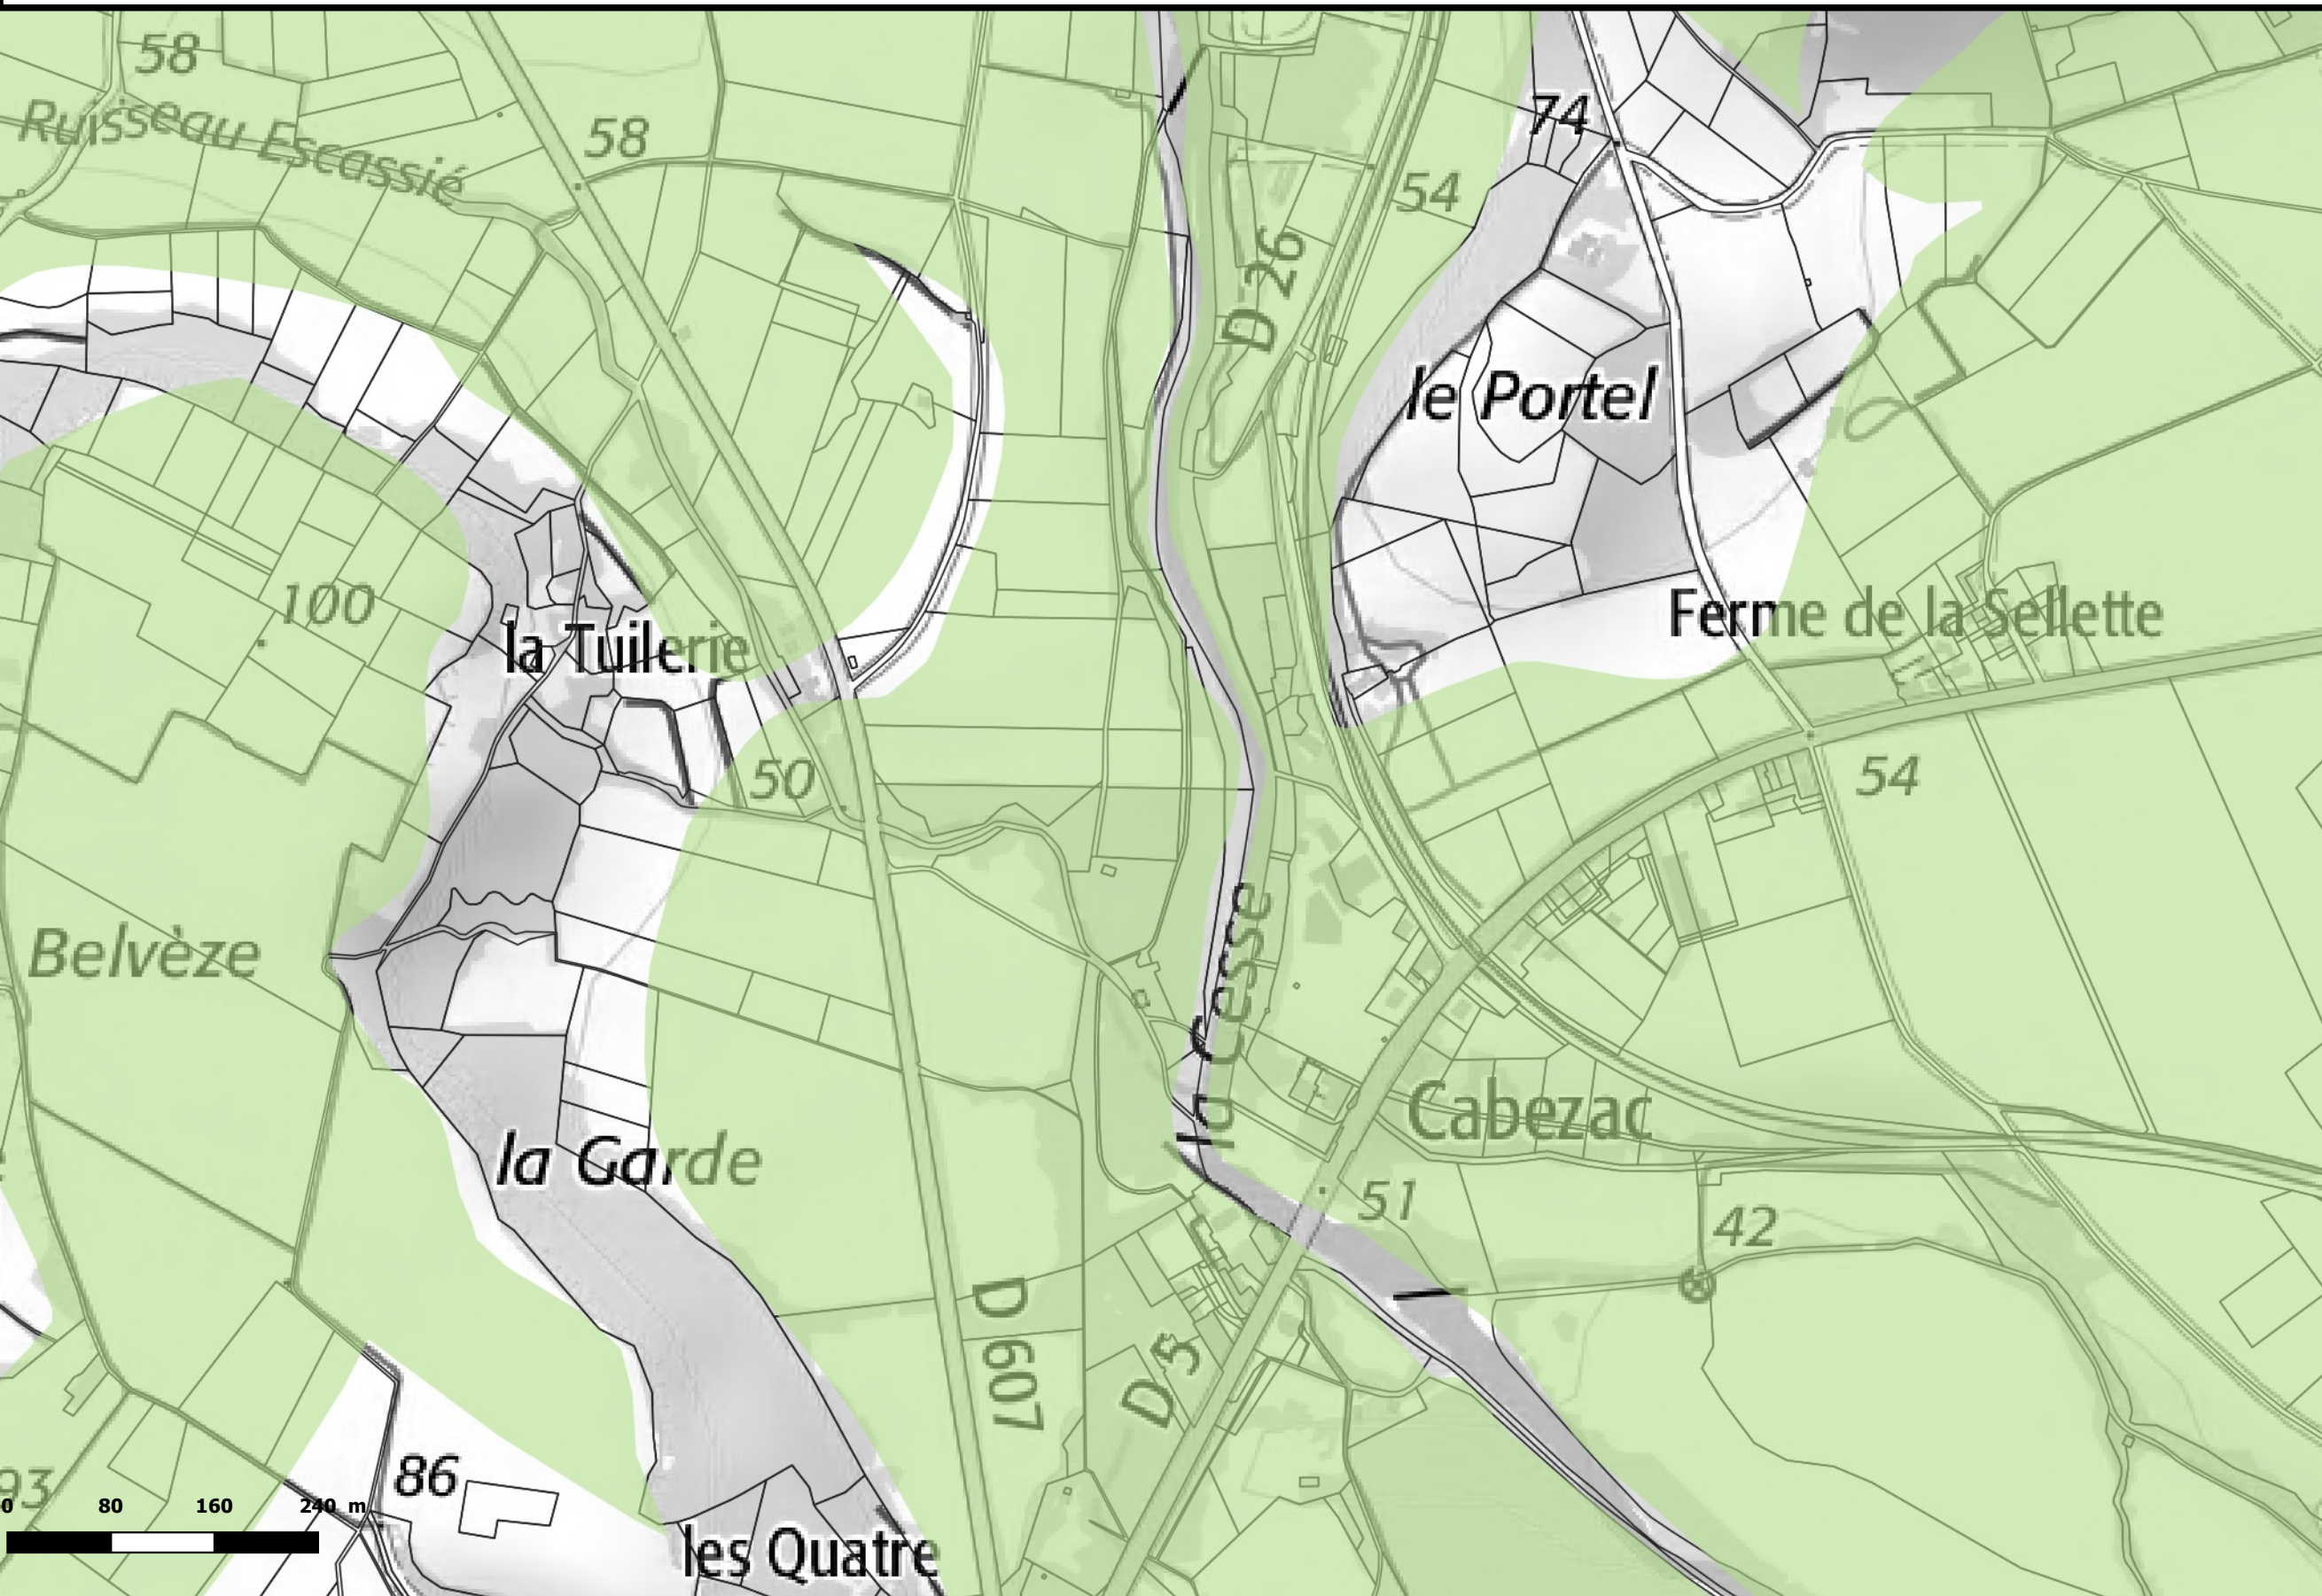 58
Ruisseau Escassié
58
74
54
D 26
le Portel
100
la Tuilerie
Ferme de la Sellette
50
54
Belvèze
la Cesse
Cabezac
la Garde
51
42
D 607
D 5
86
93
0 80 160 240 m
les Quatre